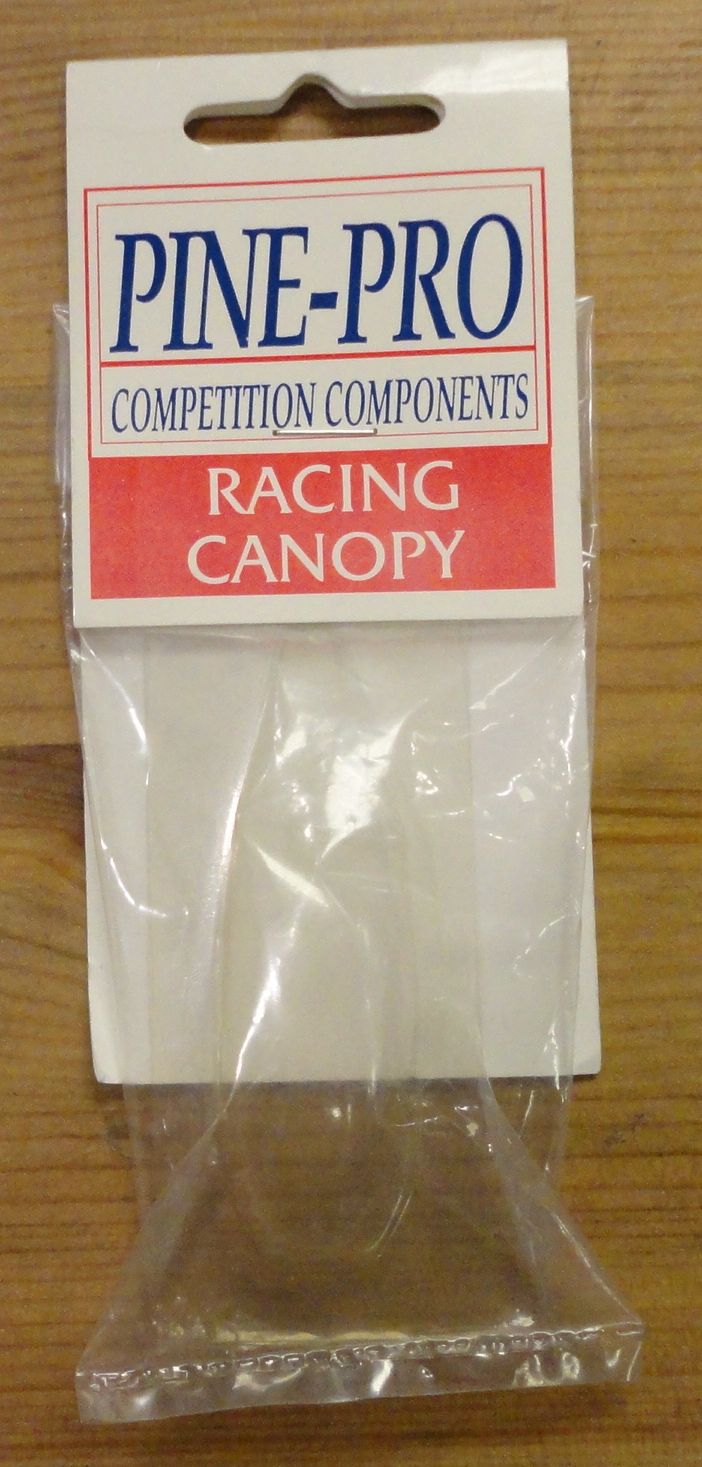 PINE-PRO
COMPETITION COMPONENTS
RACING
CANOPY